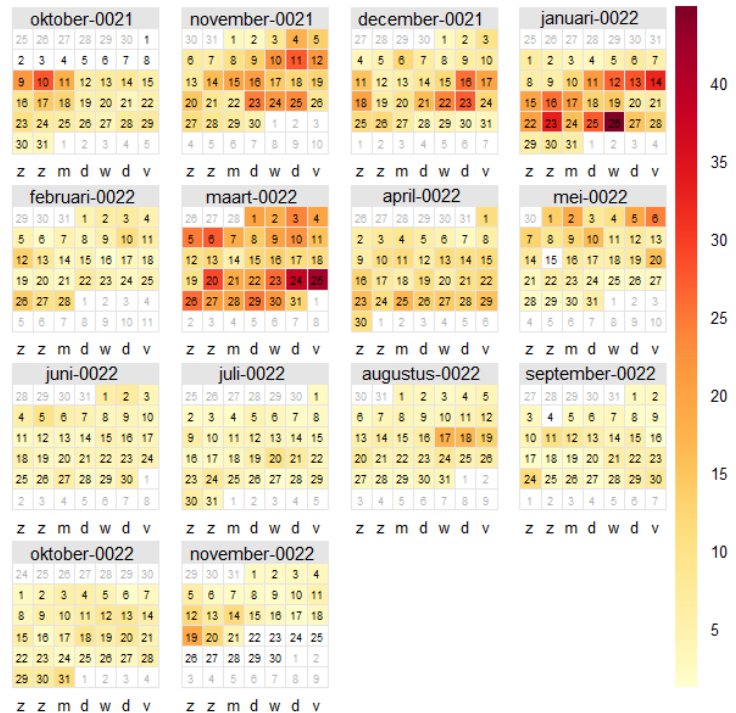 oktober-0021
25 26 27 28 29 30 1
2 3 4 5 6 7 8
9 10 11 12 13 14 15
16 17 18 19 20 21 22
23 24 25 26 27 28 29
30 31 1 2 3 4 5
z z m d w d v
november-0021
30 31 1 2 3 4 5
6 7 8 9 10 11 12
13 14 15 16 17 18 19
20 21 22 23 24 25 26
27 28 29 30 1 2 3
4 5 6 7 8 9 10
z z m d w d v
december-0021
27 28 29 30 1 2 3
4 5 6 7 8 9 10
11 12 13 14 15 16 17
18 19 20 21 22 23 24
25 26 27 28 29 30 31
1 2 3 4 5 6 7
z z m d w d v
januari-0022
25 26 27 28 29 30 31
1 2 3 4 5 6 7
8 9 10 11 12 13 14
15 16 17 18 19 20 21
22 23 24 25 26 27 28
29 30 31 1 2 3 4
z z m d w d v
februari-0022
29 30 31 1 2 3 4
5 6 7 8 9 10 11
12 13 14 15 16 17 18
19 20 21 22 23 24 25
26 27 28 1 2 3 4
5 6 7 8 9 10 11
z z m d w d v
maart-0022
26 27 28 1 2 3 4
5 6 7 8 9 10 11
12 13 14 15 16 17 18
19 20 21 22 23 24 25
26 27 28 29 30 31 1
2 3 4 5 6 7 8
z z m d w d v
april-0022
26 27 28 29 30 31 1
2 3 4 5 6 7 8
9 10 11 12 13 14 15
16 17 18 19 20 21 22
23 24 25 26 27 28 29
30 1 2 3 4 5 6
z z m d w d v
mei-0022
30 1 2 3 4 5 6
7 8 9 10 11 12 13
14 15 16 17 18 19 20
21 22 23 24 25 26 27
28 29 30 31 1 2 3
4 5 6 7 8 9 10
z z m d w d v
juni-0022
28 29 30 31 1 2 3
4 5 6 7 8 9 10
11 12 13 14 15 16 17
18 19 20 21 22 23 24
25 26 27 28 29 30 1
2 3 4 5 6 7 8
z z m d w d v
juli-0022
25 26 27 28 29 30 1
2 3 4 5 6 7 8
9 10 11 12 13 14 15
16 17 18 19 20 21 22
23 24 25 26 27 28 29
30 31 1 2 3 4 5
z z m d w d v
augustus-0022
30 31 1 2 3 4 5
6 7 8 9 10 11 12
13 14 15 16 17 18 19
20 21 22 23 24 25 26
27 28 29 30 31 1 2
3 4 5 6 7 8 9
z z m d w d v
september-0022
27 28 29 30 31 1 2
3 4 5 6 7 8 9
10 11 12 13 14 15 16
17 18 19 20 21 22 23
24 25 26 27 28 29 30
1 2 3 4 5 6 7
z z m d w d v
oktober-0022
24 25 26 27 28 29 30
1 2 3 4 5 6 7
8 9 10 11 12 13 14
15 16 17 18 19 20 21
22 23 24 25 26 27 28
29 30 31 1 2 3 4
z z m d w d v
november-0022
29 30 31 1 2 3 4
5 6 7 8 9 10 11
12 13 14 15 16 17 18
19 20 21 22 23 24 25
26 27 28 29 30 1 2
3 4 5 6 7 8 9
z z m d w d v
40
35
30
25
20
15
10
5